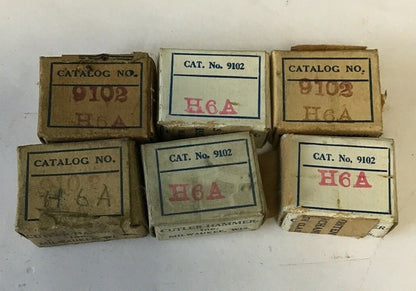 CATALOG NO.
9102
H6A
CAT. No. 9102
H6A
CATALOG NO.
9102
H6A
CATALOG NO.
H6A
CAT. No. 9102
H6A
CUTLER-HAMMER
INC.
MILWAUKEE, WIS.
CAT. No. 9102
H6A